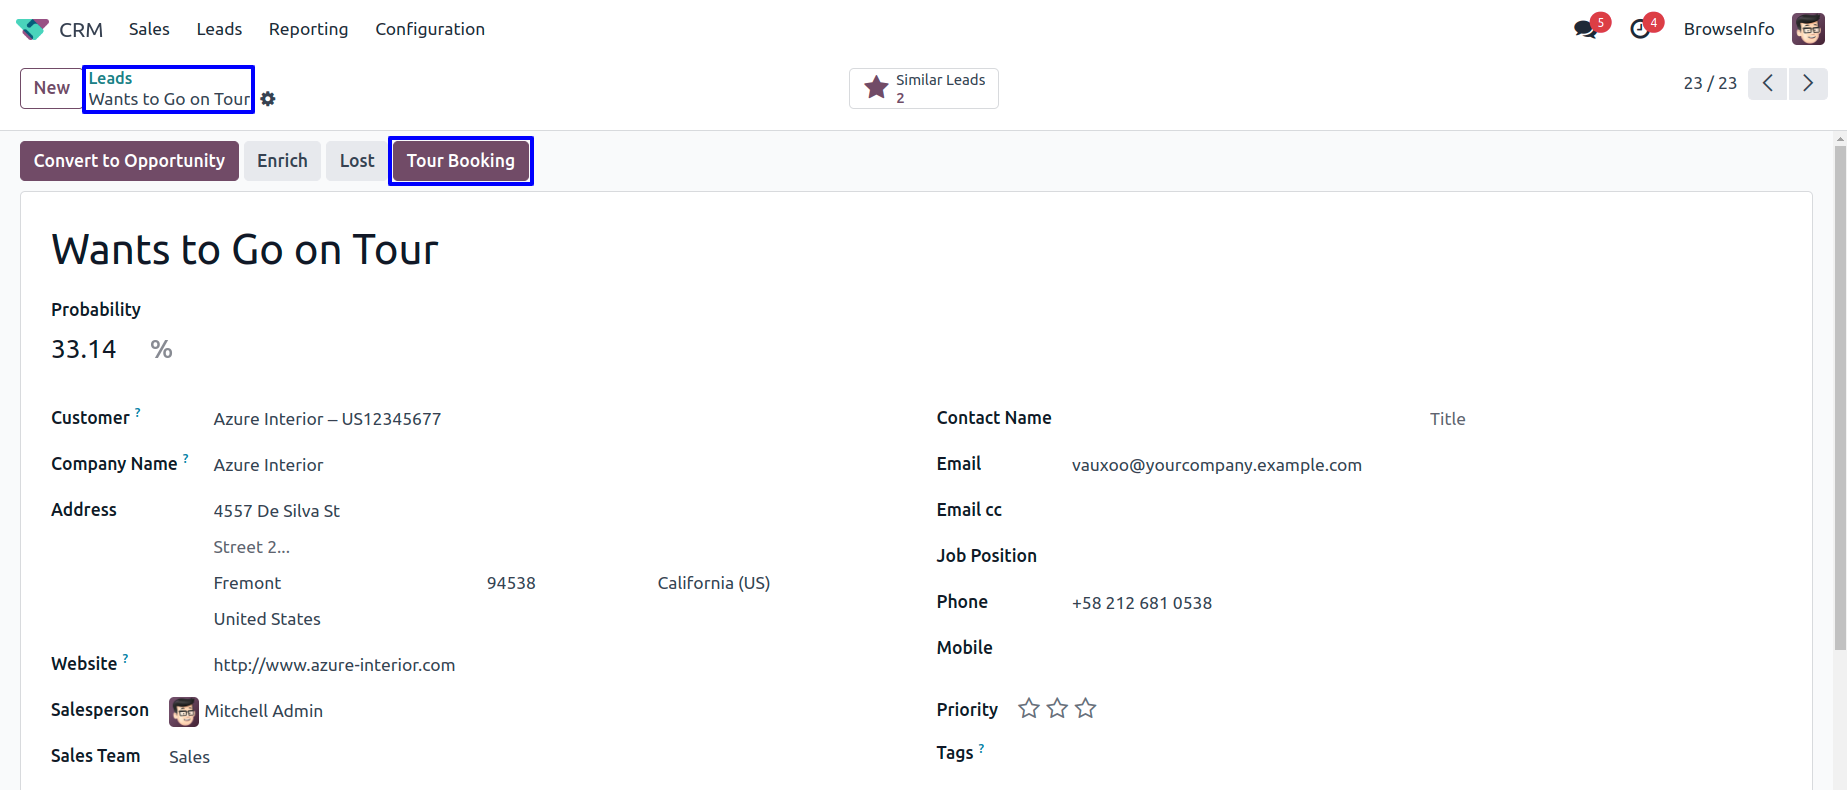 CRM Sales Leads Reporting Configuration 5 4 BrowseInfo
New Leads
Wants to Go on Tour
Similar Leads
2
23 / 23
Convert to Opportunity Enrich Lost Tour Booking
Wants to Go on Tour
Probability
33.14 %
Customer ? Azure Interior – US12345677
Company Name ? Azure Interior
Address 4557 De Silva St
Street 2...
Fremont 94538 California (US)
United States
Website ? http://www.azure-interior.com
Salesperson Mitchell Admin
Sales Team Sales
Contact Name Title
Email vauxoo@yourcompany.example.com
Email cc
Job Position
Phone +58 212 681 0538
Mobile
Priority
Tags ?